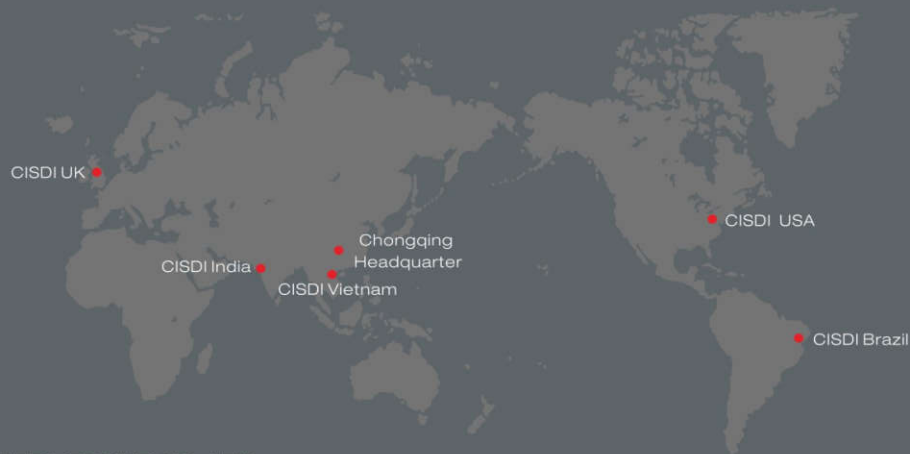 CISDI UK
CISDI USA
Chongqing
Headquarter
CISDI India
CISDI Vietnam
CISDI Brazil